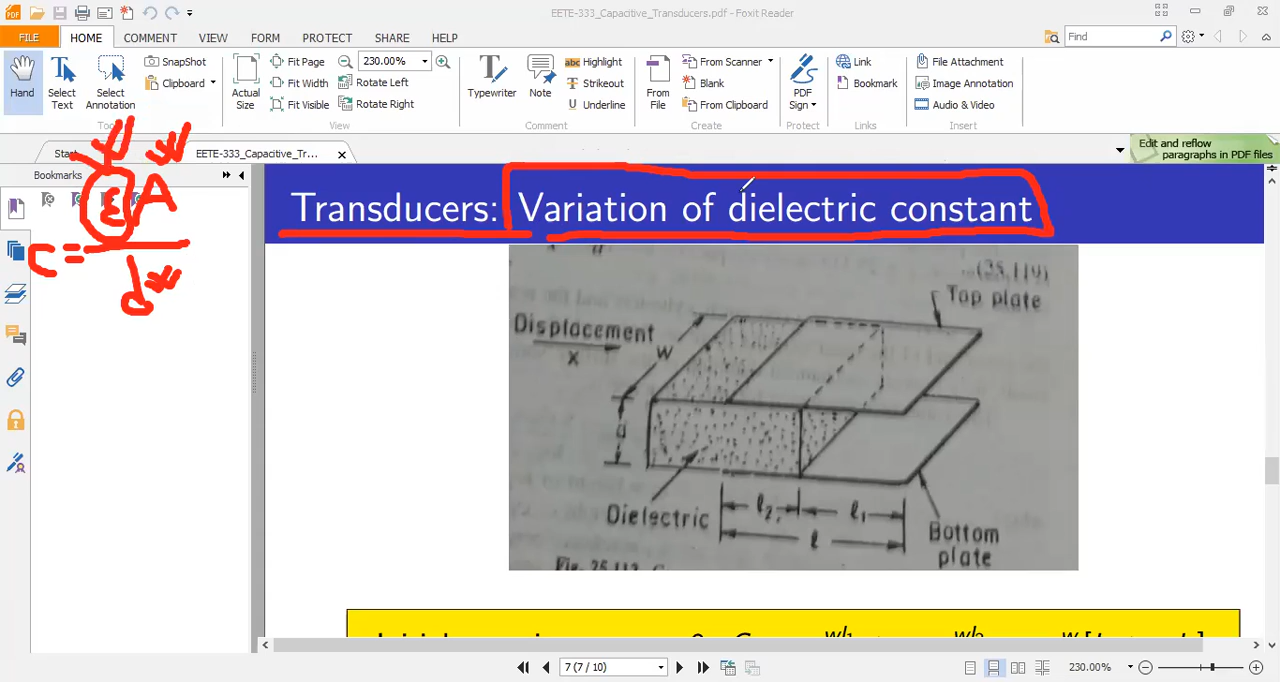 EETE-333_Capacitive_Transducers.pdf - Foxit Reader
FILE HOME COMMENT VIEW FORM PROTECT SHARE HELP
Find
Hand
Select Text
Select Annotation
SnapShot
Clipboard
Actual Size
Fit Page
Fit Width
Fit Visible
230.00%
Rotate Left
Rotate Right
View
Typewriter
Note
Highlight
Strikeout
Underline
Comment
From File
From Scanner
Blank
From Clipboard
Create
PDF Sign
Protect
Link
Bookmark
Links
File Attachment
Image Annotation
Audio & Video
Insert
Start
EETE-333_Capacitive_Tr...
Edit and reflow
paragraphs in PDF files
Bookmarks
C = ε A
d
Transducers: Variation of dielectric constant
...(25.119)
Top plate
Displacement
x
w
d
Dielectric
l2
l1
l
Bottom
plate
7 (7 / 10)
230.00%